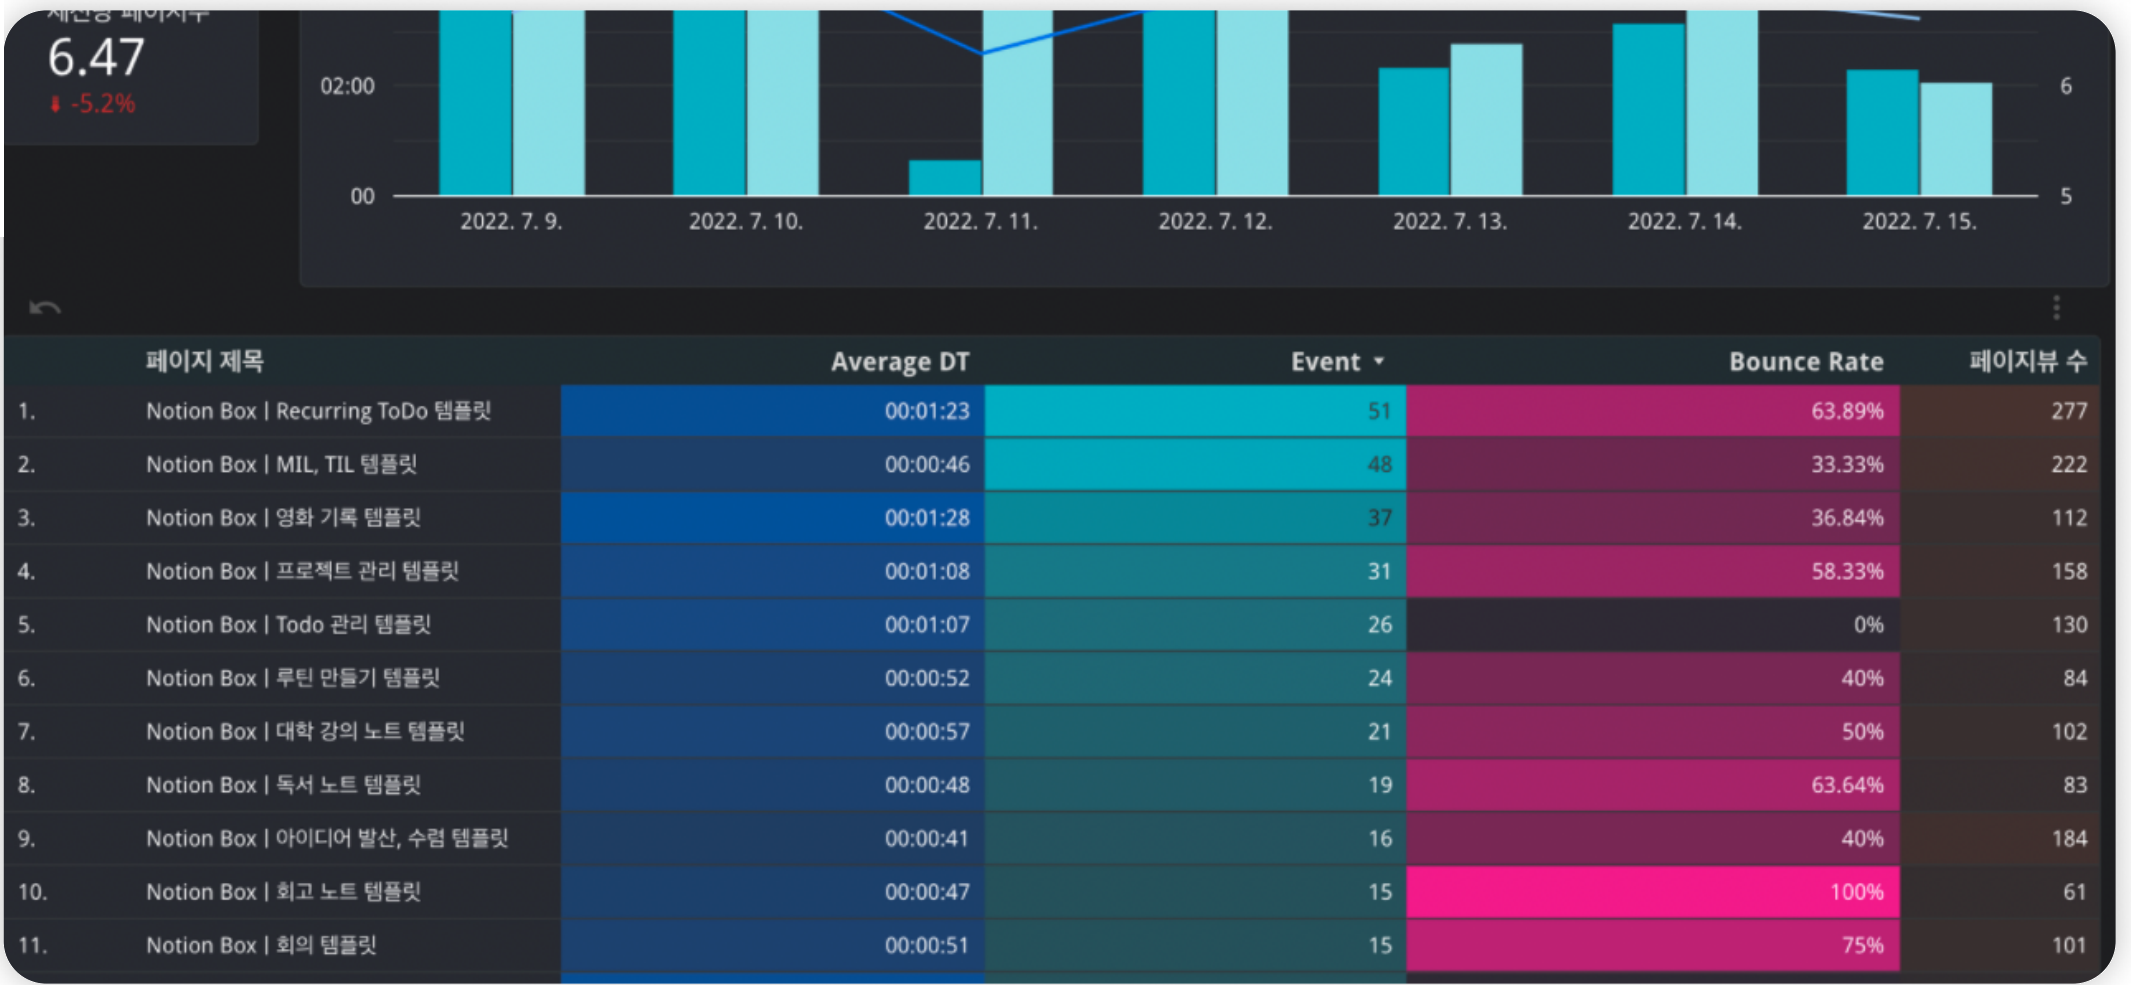 세션당 페이지수
6.47
-5.2%
02:00
6
00
5
2022. 7. 9.
2022. 7. 10.
2022. 7. 11.
2022. 7. 12.
2022. 7. 13.
2022. 7. 14.
2022. 7. 15.
페이지 제목 Average DT Event Bounce Rate 페이지뷰 수
1. Notion Box | Recurring ToDo 템플릿 00:01:23 51 63.89% 277
2. Notion Box | MIL, TIL 템플릿 00:00:46 48 33.33% 222
3. Notion Box | 영화 기록 템플릿 00:01:28 37 36.84% 112
4. Notion Box | 프로젝트 관리 템플릿 00:01:08 31 58.33% 158
5. Notion Box | Todo 관리 템플릿 00:01:07 26 0% 130
6. Notion Box | 루틴 만들기 템플릿 00:00:52 24 40% 84
7. Notion Box | 대학 강의 노트 템플릿 00:00:57 21 50% 102
8. Notion Box | 독서 노트 템플릿 00:00:48 19 63.64% 83
9. Notion Box | 아이디어 발산, 수렴 템플릿 00:00:41 16 40% 184
10. Notion Box | 회고 노트 템플릿 00:00:47 15 100% 61
11. Notion Box | 회의 템플릿 00:00:51 15 75% 101